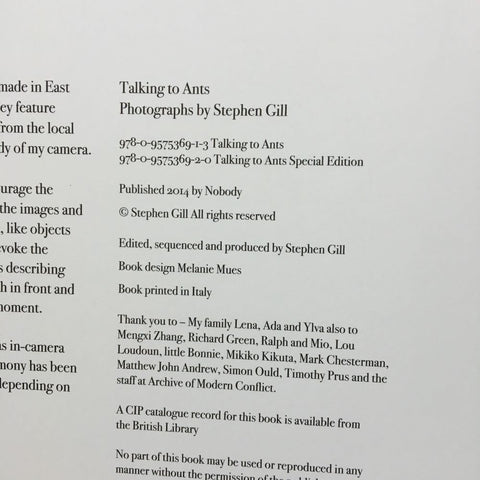 made in East
ey feature
from the local
dy of my camera.
urage the
the images and
, like objects
evoke the
s describing
h in front and
moment.
as in-camera
mony has been
depending on
Talking to Ants
Photographs by Stephen Gill
978-0-9575369-1-3 Talking to Ants
978-0-9575369-2-0 Talking to Ants Special Edition
Published 2014 by Nobody
© Stephen Gill All rights reserved
Edited, sequenced and produced by Stephen Gill
Book design Melanie Mues
Book printed in Italy
Thank you to – My family Lena, Ada and Ylva also to
Mengxi Zhang, Richard Green, Ralph and Mio, Lou
Loudoun, little Bonnie, Mikiko Kikuta, Mark Chesterman,
Matthew John Andrew, Simon Ould, Timothy Prus and the
staff at Archive of Modern Conflict.
A CIP catalogue record for this book is available from
the British Library
No part of this book may be used or reproduced in any
manner without the permission of the